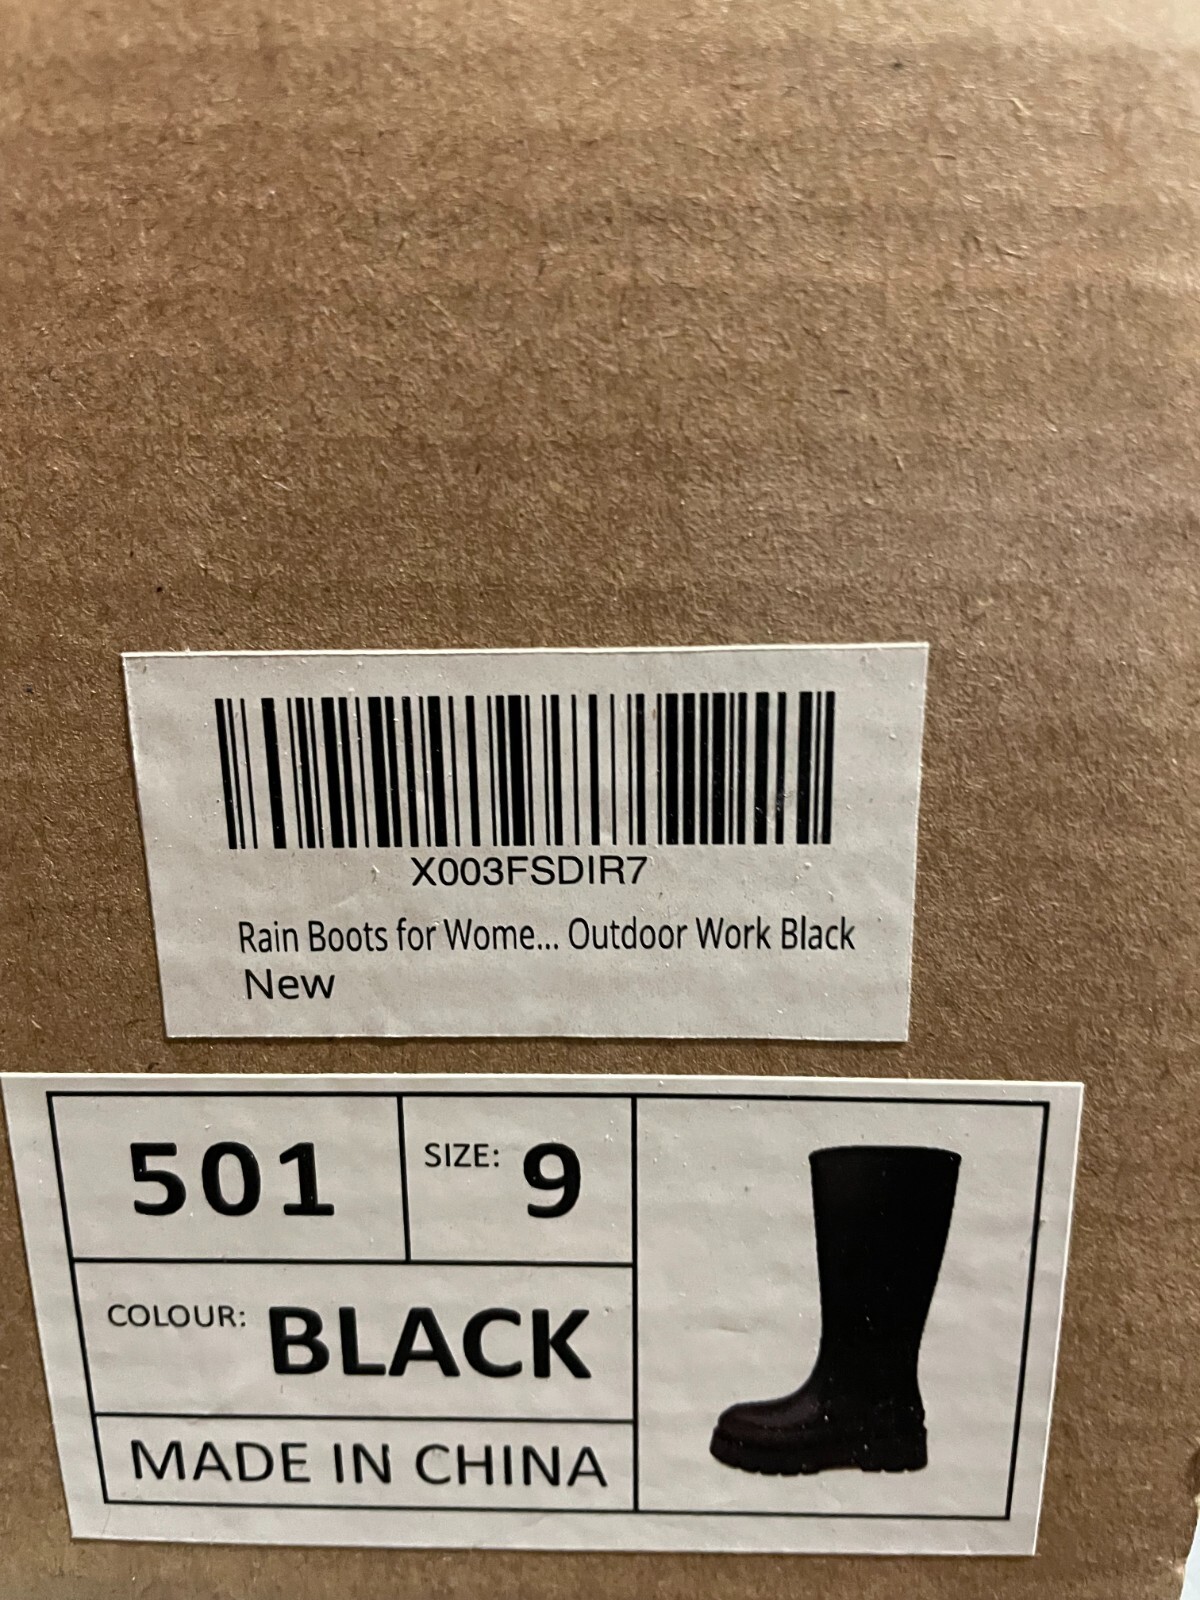 X003FSDIR7
Rain Boots for Wome... Outdoor Work Black
New
501
SIZE: 9
COLOUR: BLACK
MADE IN CHINA